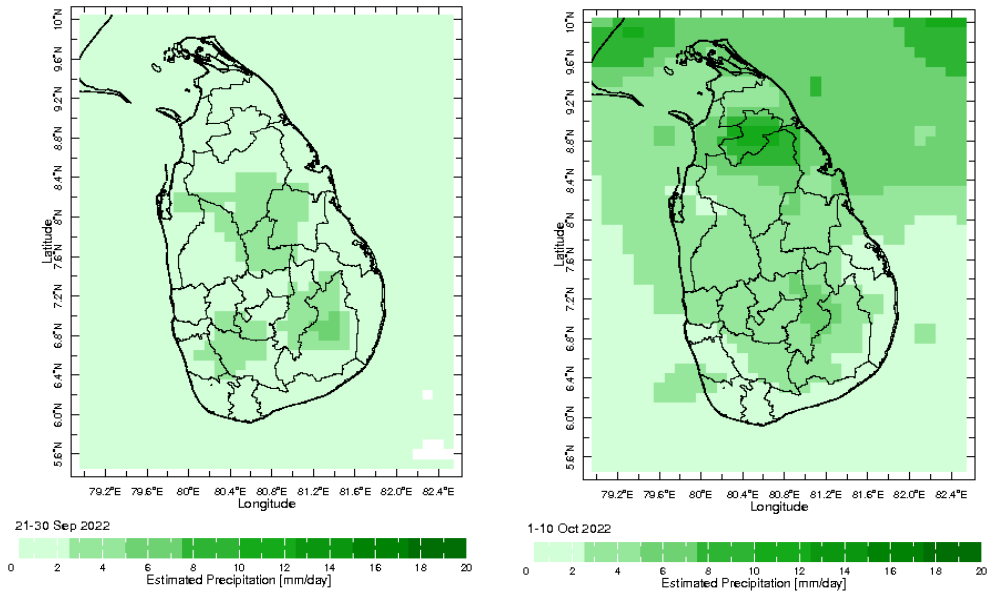 10°N
9.6°N
9.2°N
8.8°N
8.4°N
8°N
7.6°N
7.2°N
6.8°N
6.4°N
6.0°N
5.6°N
Latitude
79.2°E 79.6°E 80°E 80.4°E 80.8°E 81.2°E 81.6°E 82.0°E 82.4°E
Longitude
21-30 Sep 2022
0 2 4 6 8 10 12 14 16 18 20
Estimated Precipitation [mm/day]
10°N
9.6°N
9.2°N
8.8°N
8.4°N
8°N
7.6°N
7.2°N
6.8°N
6.4°N
6.0°N
5.6°N
Latitude
79.2°E 79.6°E 80°E 80.4°E 80.8°E 81.2°E 81.6°E 82.0°E 82.4°E
Longitude
1-10 Oct 2022
0 2 4 6 8 10 12 14 16 18 20
Estimated Precipitation [mm/day]